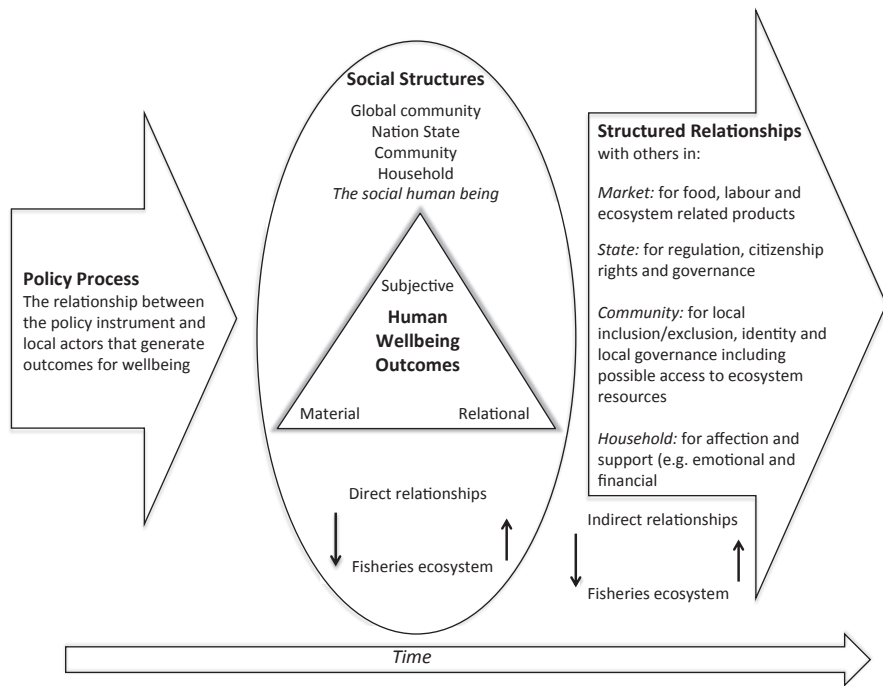 Policy Process
The relationship between
the policy instrument and
local actors that generate
outcomes for wellbeing
Social Structures
Global community
Nation State
Community
Household
The social human being
Subjective
Human
Wellbeing
Outcomes
Material Relational
Direct relationships
Fisheries ecosystem
Structured Relationships
with others in:
Market: for food, labour and
ecosystem related products
State: for regulation, citizenship
rights and governance
Community: for local
inclusion/exclusion, identity and
local governance including
possible access to ecosystem
resources
Household: for affection and
support (e.g. emotional and
financial
Indirect relationships
Fisheries ecosystem
Time